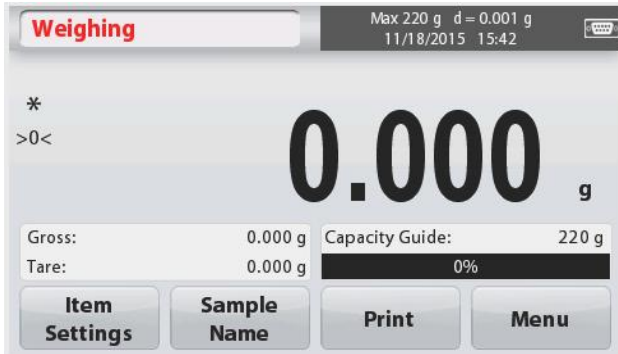 Weighing
Max 220 g d = 0.001 g
11/18/2015 15:42
*
>0<
0.000 g
Gross: 0.000 g
Tare: 0.000 g
Capacity Guide: 220 g
0%
Item Settings
Sample Name
Print
Menu